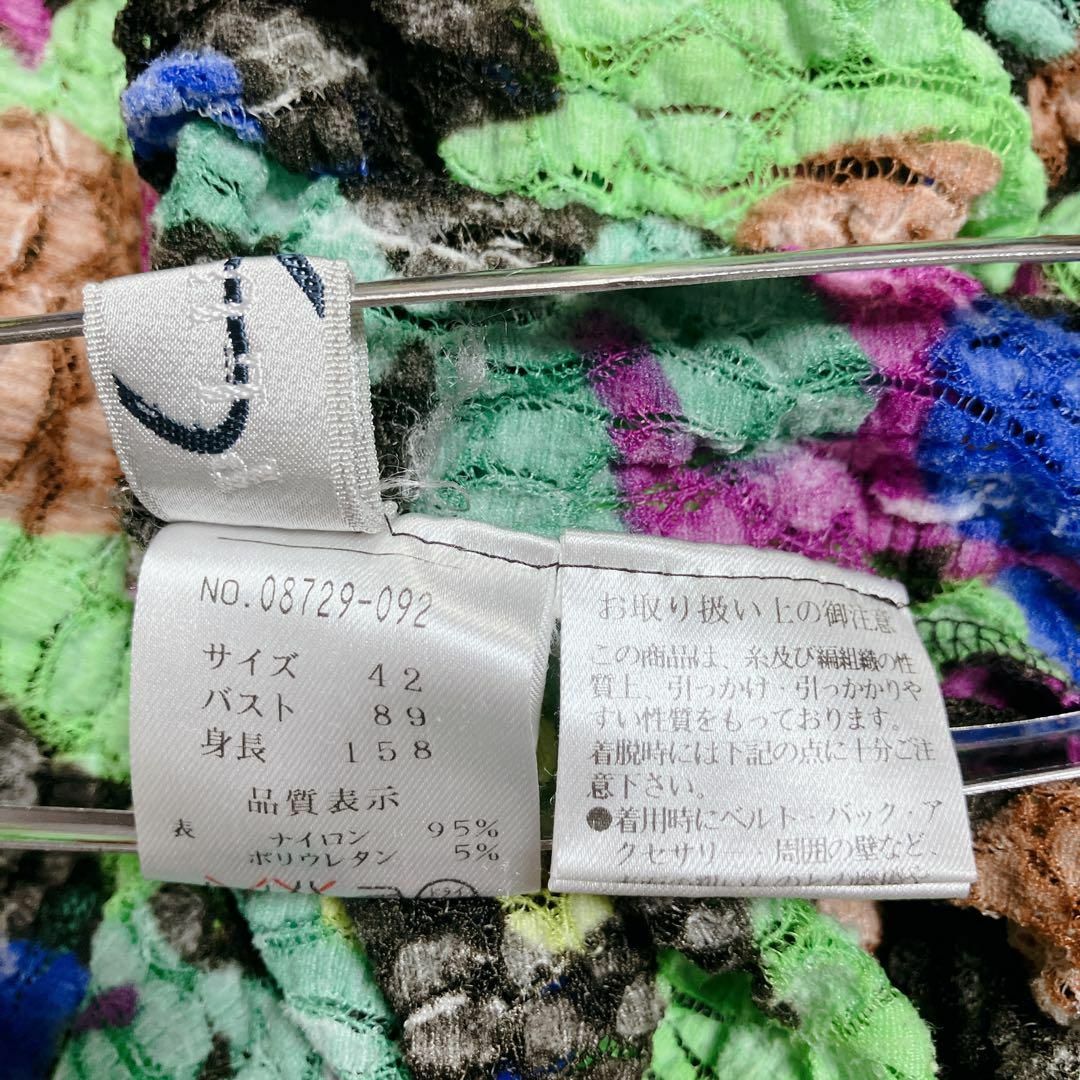 NO. 08729-092
サイズ 42
バスト 89
身長 158
品質表示
表 ナイロン 95%
ポリウレタン 5%
ドライ
お取り扱い上の御注意
この商品は、糸及び編組織の性
質上、引っかけ・引っかかりや
すい性質をもっております。
着脱時には下記の点に十分ご注
意下さい。
●着用時にベルト・バック・ア
クセサリー・周囲の壁など、